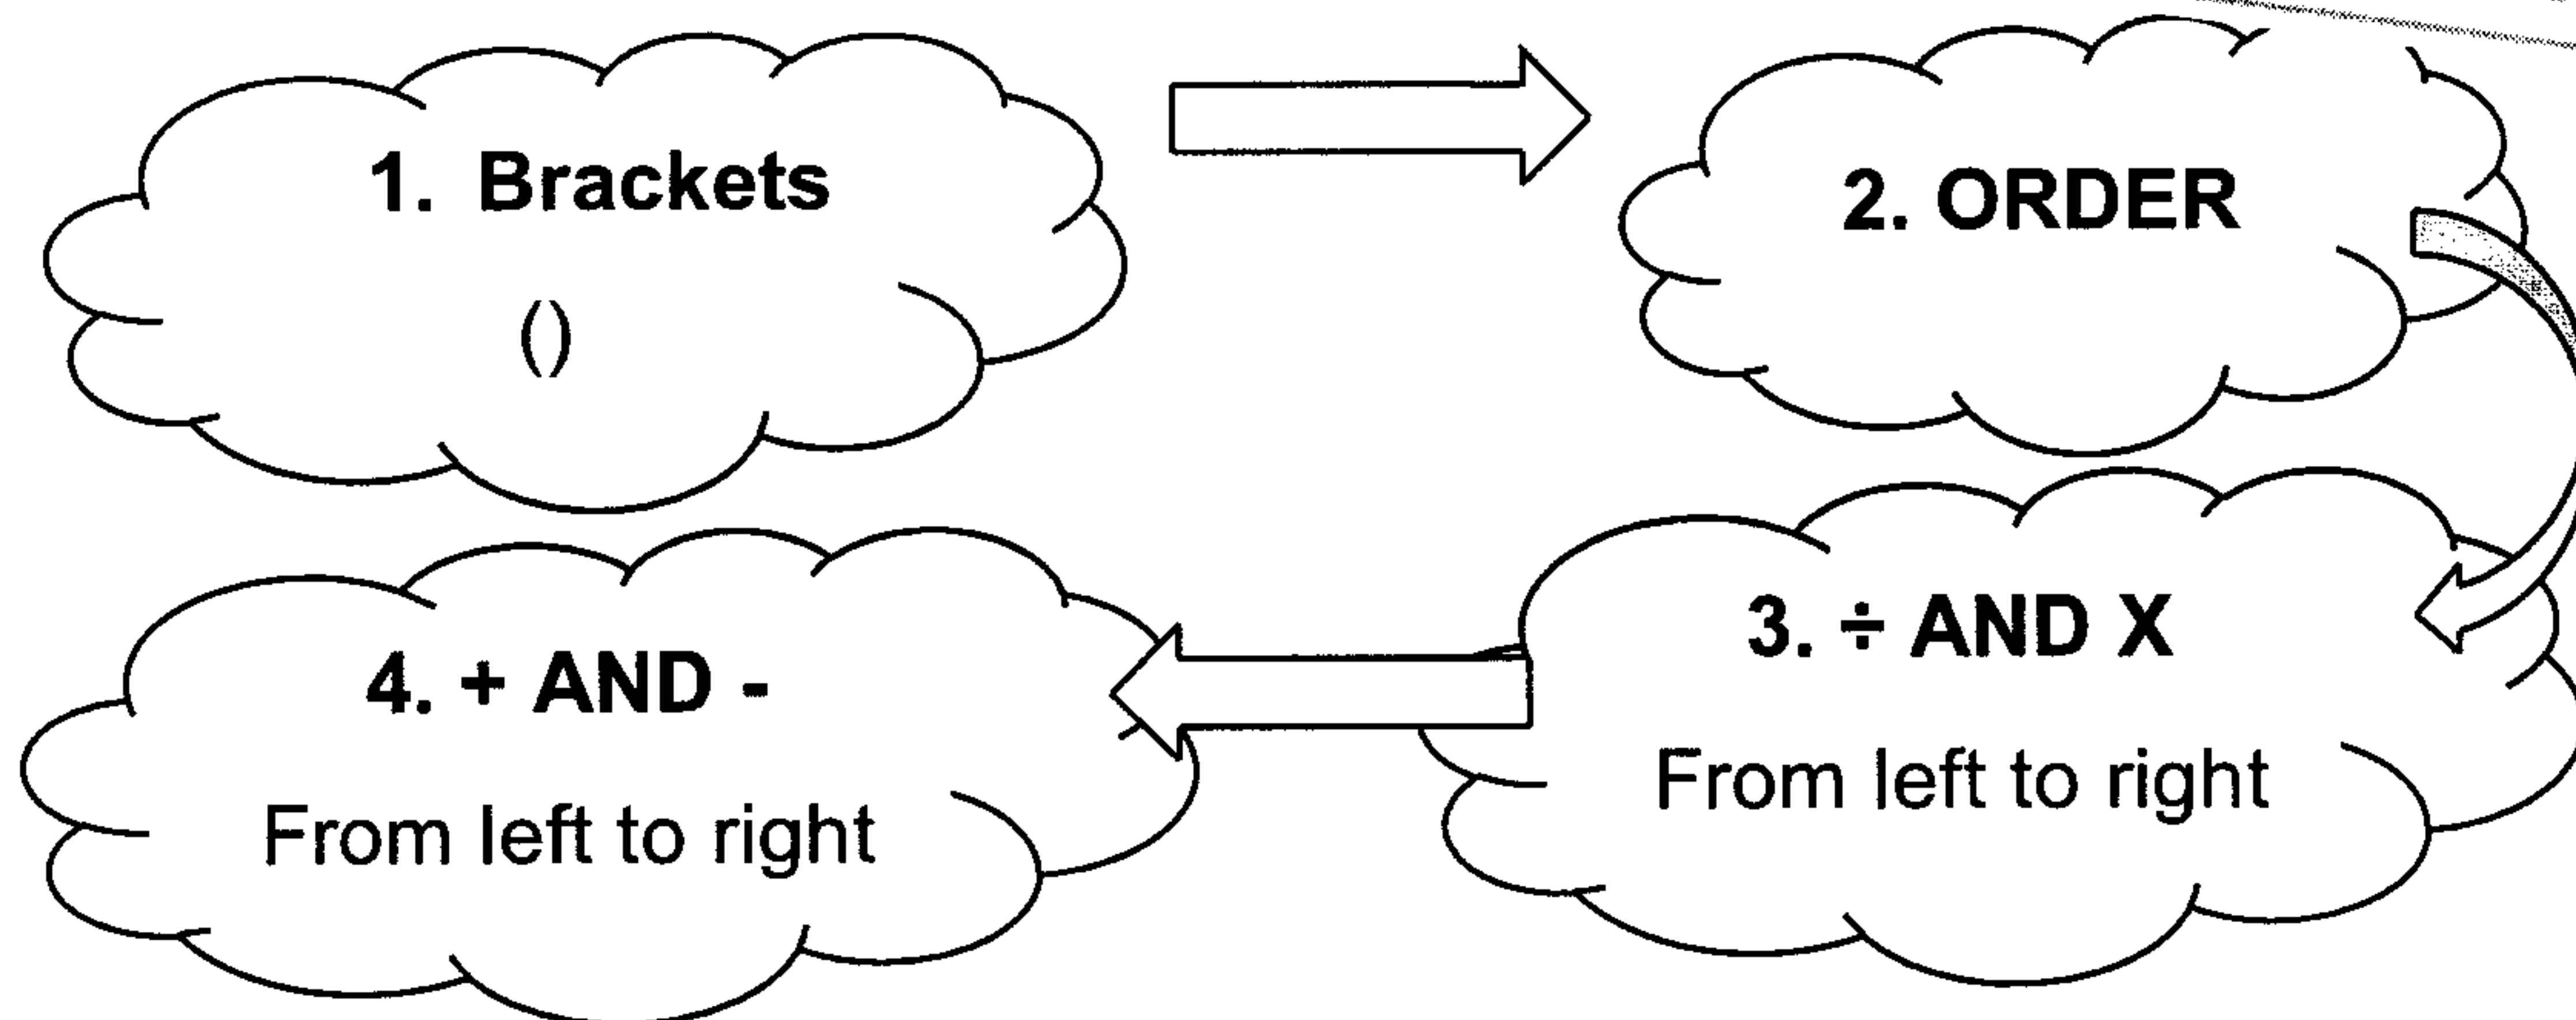 1. Brackets
()
2. ORDER
3. ÷ AND X
From left to right
4. + AND -
From left to right